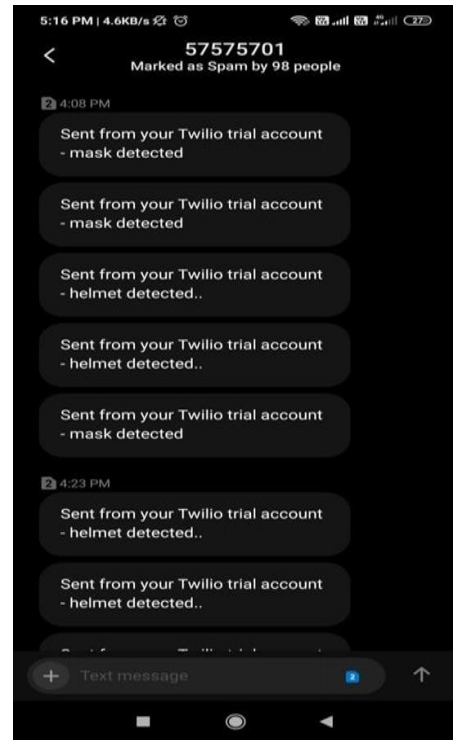 5:16 PM | 4.6KB/s
27
57575701
Marked as Spam by 98 people
2 4:08 PM
Sent from your Twilio trial account
- mask detected
Sent from your Twilio trial account
- mask detected
Sent from your Twilio trial account
- helmet detected..
Sent from your Twilio trial account
- helmet detected..
Sent from your Twilio trial account
- mask detected
2 4:23 PM
Sent from your Twilio trial account
- helmet detected..
Sent from your Twilio trial account
- helmet detected..
Text message
2